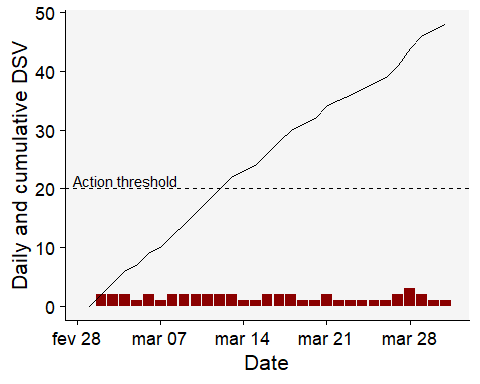 Daily and cumulative DSV
50
40
30
20
10
0
Action threshold
fev 28
mar 07
mar 14
mar 21
mar 28
Date